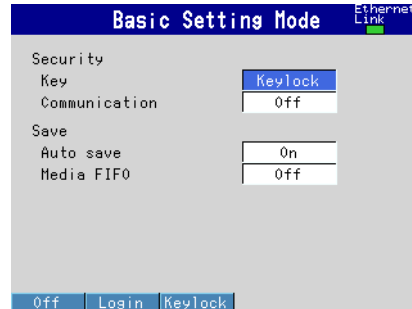 Basic Setting Mode
Ethernet
Link
Security
Key Keylock
Communication Off
Save
Auto save On
Media FIFO Off
Off Login Keylock